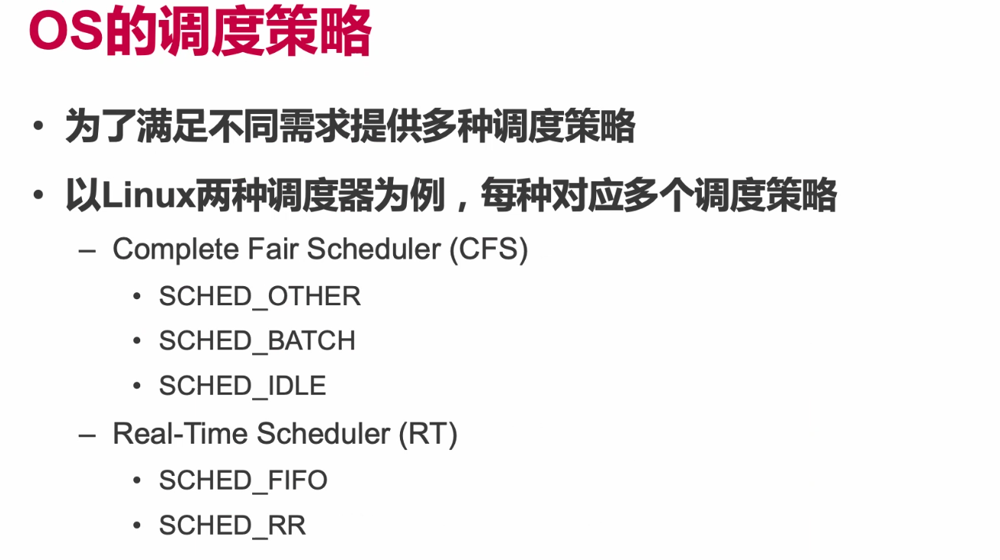 OS的调度策略
• 为了满足不同需求提供多种调度策略
• 以Linux两种调度器为例，每种对应多个调度策略
– Complete Fair Scheduler (CFS)
• SCHED_OTHER
• SCHED_BATCH
• SCHED_IDLE
– Real-Time Scheduler (RT)
• SCHED_FIFO
• SCHED_RR